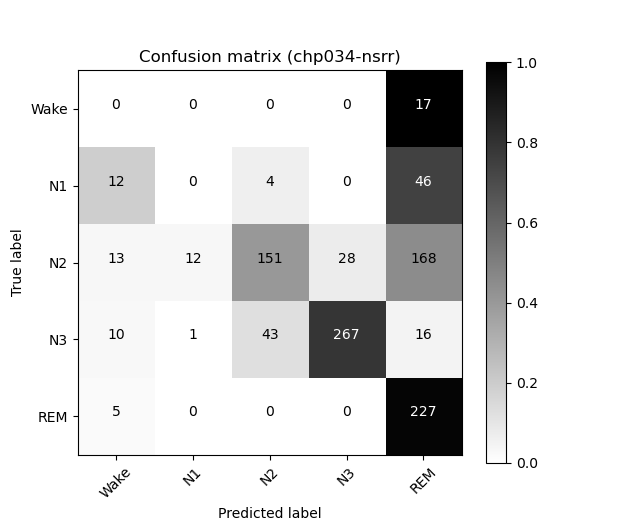 Confusion matrix (chp034-nsrr)
Wake 0 0 0 0 17
N1 12 0 4 0 46
N2 13 12 151 28 168
N3 10 1 43 267 16
REM 5 0 0 0 227
Wake N1 N2 N3 REM
Predicted label
True label
1.0
0.8
0.6
0.4
0.2
0.0